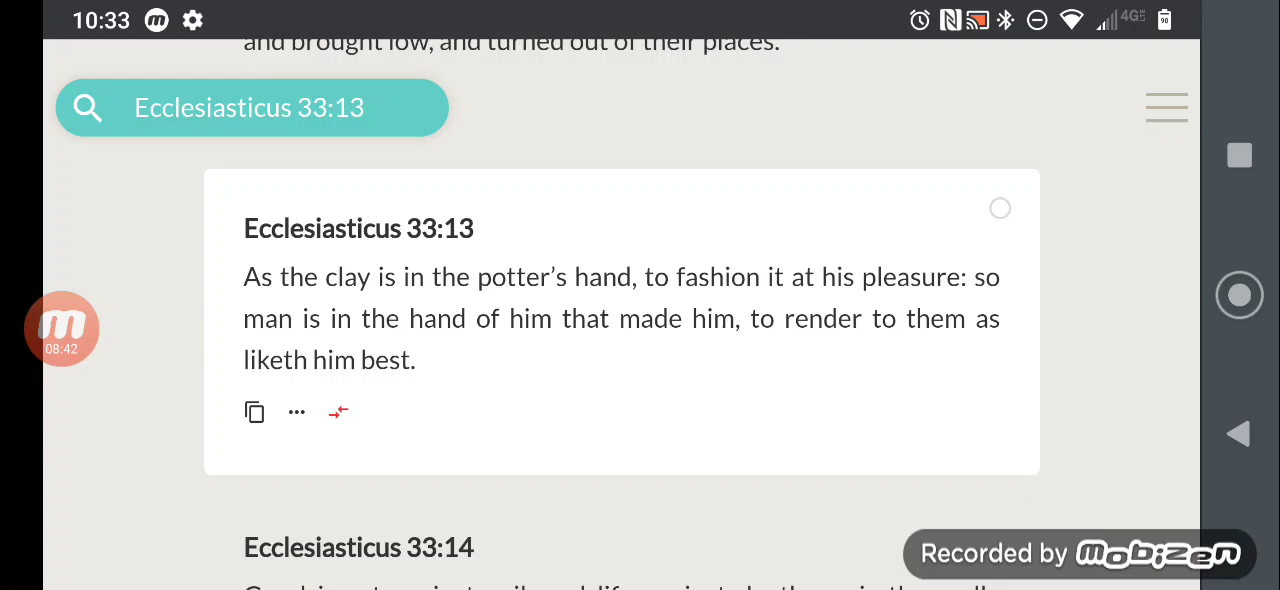 10:33
4G
90
and brought low, and turned out of their places.
Ecclesiasticus 33:13
Ecclesiasticus 33:13
As the clay is in the potter’s hand, to fashion it at his pleasure: so
man is in the hand of him that made him, to render to them as
liketh him best.
08:42
Ecclesiasticus 33:14
Recorded by mobizen